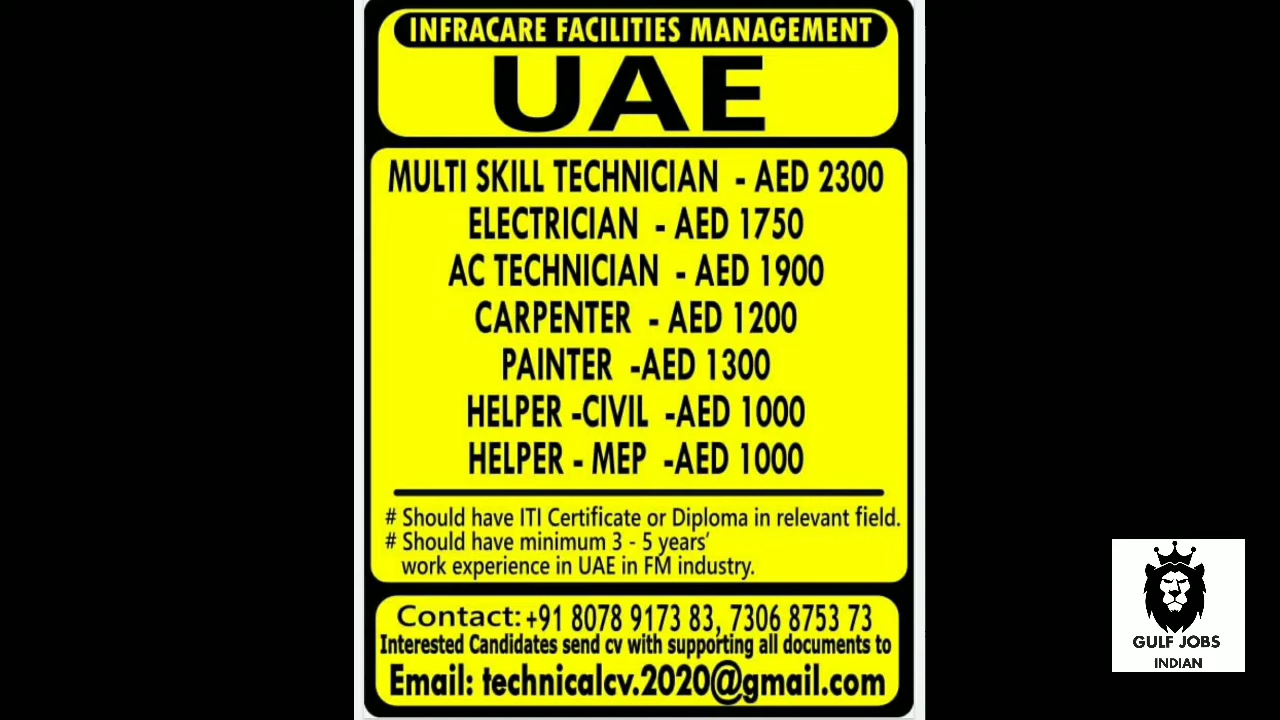 INFRACARE FACILITIES MANAGEMENT
UAE
MULTI SKILL TECHNICIAN - AED 2300
ELECTRICIAN - AED 1750
AC TECHNICIAN - AED 1900
CARPENTER - AED 1200
PAINTER -AED 1300
HELPER -CIVIL -AED 1000
HELPER - MEP -AED 1000
# Should have ITI Certificate or Diploma in relevant field.
# Should have minimum 3 - 5 years'
work experience in UAE in FM industry.
Contact: +91 8078 9173 83, 7306 8753 73
Interested Candidates send cv with supporting all documents to
Email: technicalcv.2020@gmail.com
GULF JOBS
INDIAN